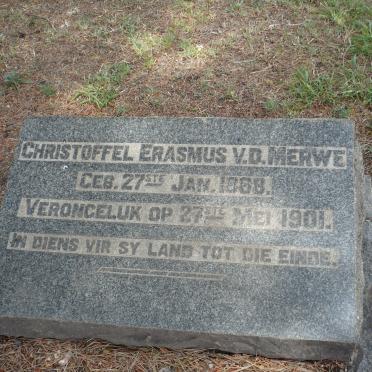 CHRISTOFFEL ERASMUS V.D. MERWE
GEB. 27STE JAN. 1868.
VERONGELUK OP 27STE MEI 1901.
IN DIENS VIR SY LAND TOT DIE EINDE.